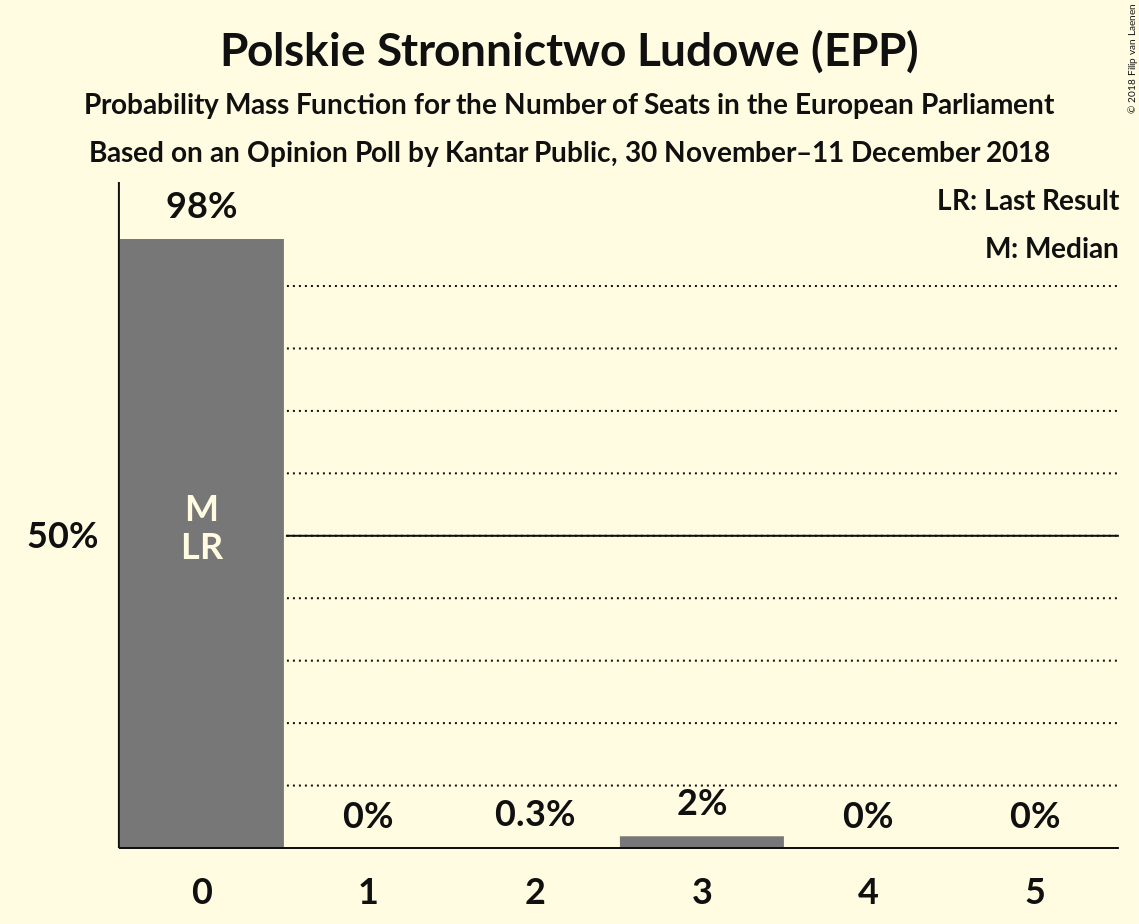 Polskie Stronnictwo Ludowe (EPP)
Probability Mass Function for the Number of Seats in the European Parliament
Based on an Opinion Poll by Kantar Public, 30 November–11 December 2018
© 2018 Filip van Laenen
LR: Last Result
M: Median
98%
M
LR
50%
0%
0.3%
2%
0%
0%
0
1
2
3
4
5